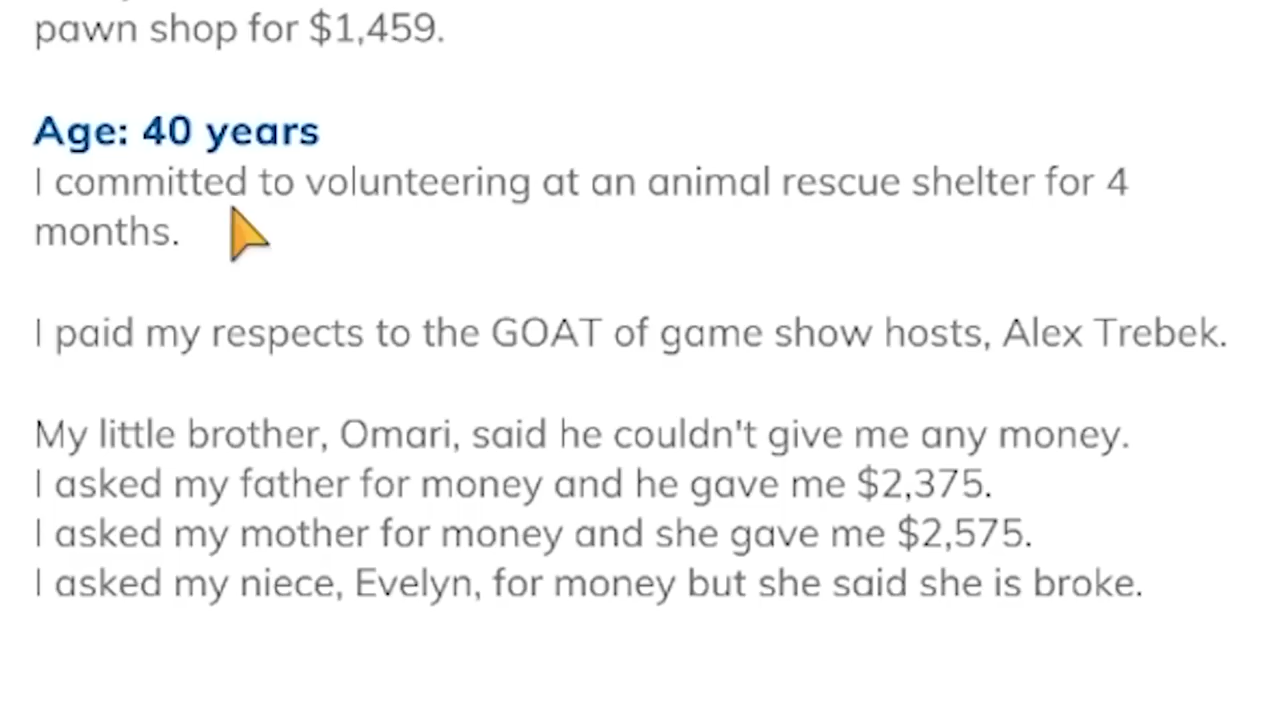 pawn shop for $1,459.
Age: 40 years
I committed to volunteering at an animal rescue shelter for 4
months.
I paid my respects to the GOAT of game show hosts, Alex Trebek.
My little brother, Omari, said he couldn't give me any money.
I asked my father for money and he gave me $2,375.
I asked my mother for money and she gave me $2,575.
I asked my niece, Evelyn, for money but she said she is broke.